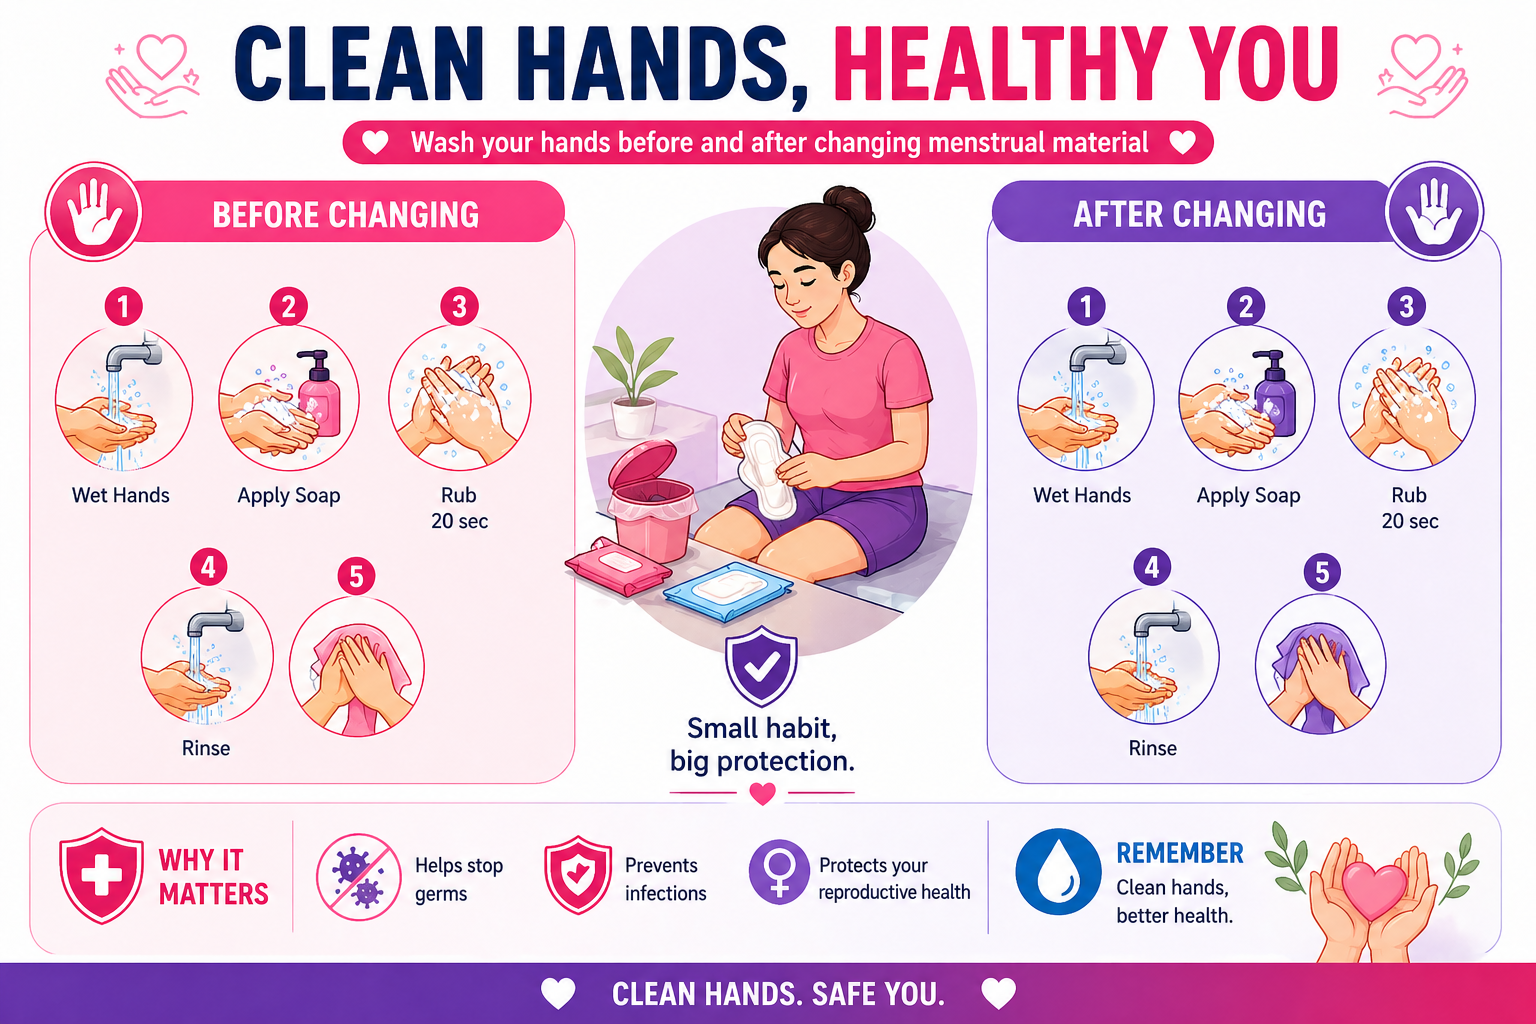 CLEAN HANDS, HEALTHY YOU
Wash your hands before and after changing menstrual material
BEFORE CHANGING
1
2
3
Wet Hands
Apply Soap
Rub
20 sec
4
5
Rinse
Small habit,
big protection.
AFTER CHANGING
1
2
3
Wet Hands
Apply Soap
Rub
20 sec
4
5
Rinse
WHY IT
MATTERS
Helps stop
germs
Prevents
infections
Protects your
reproductive health
REMEMBER
Clean hands,
better health.
CLEAN HANDS. SAFE YOU.